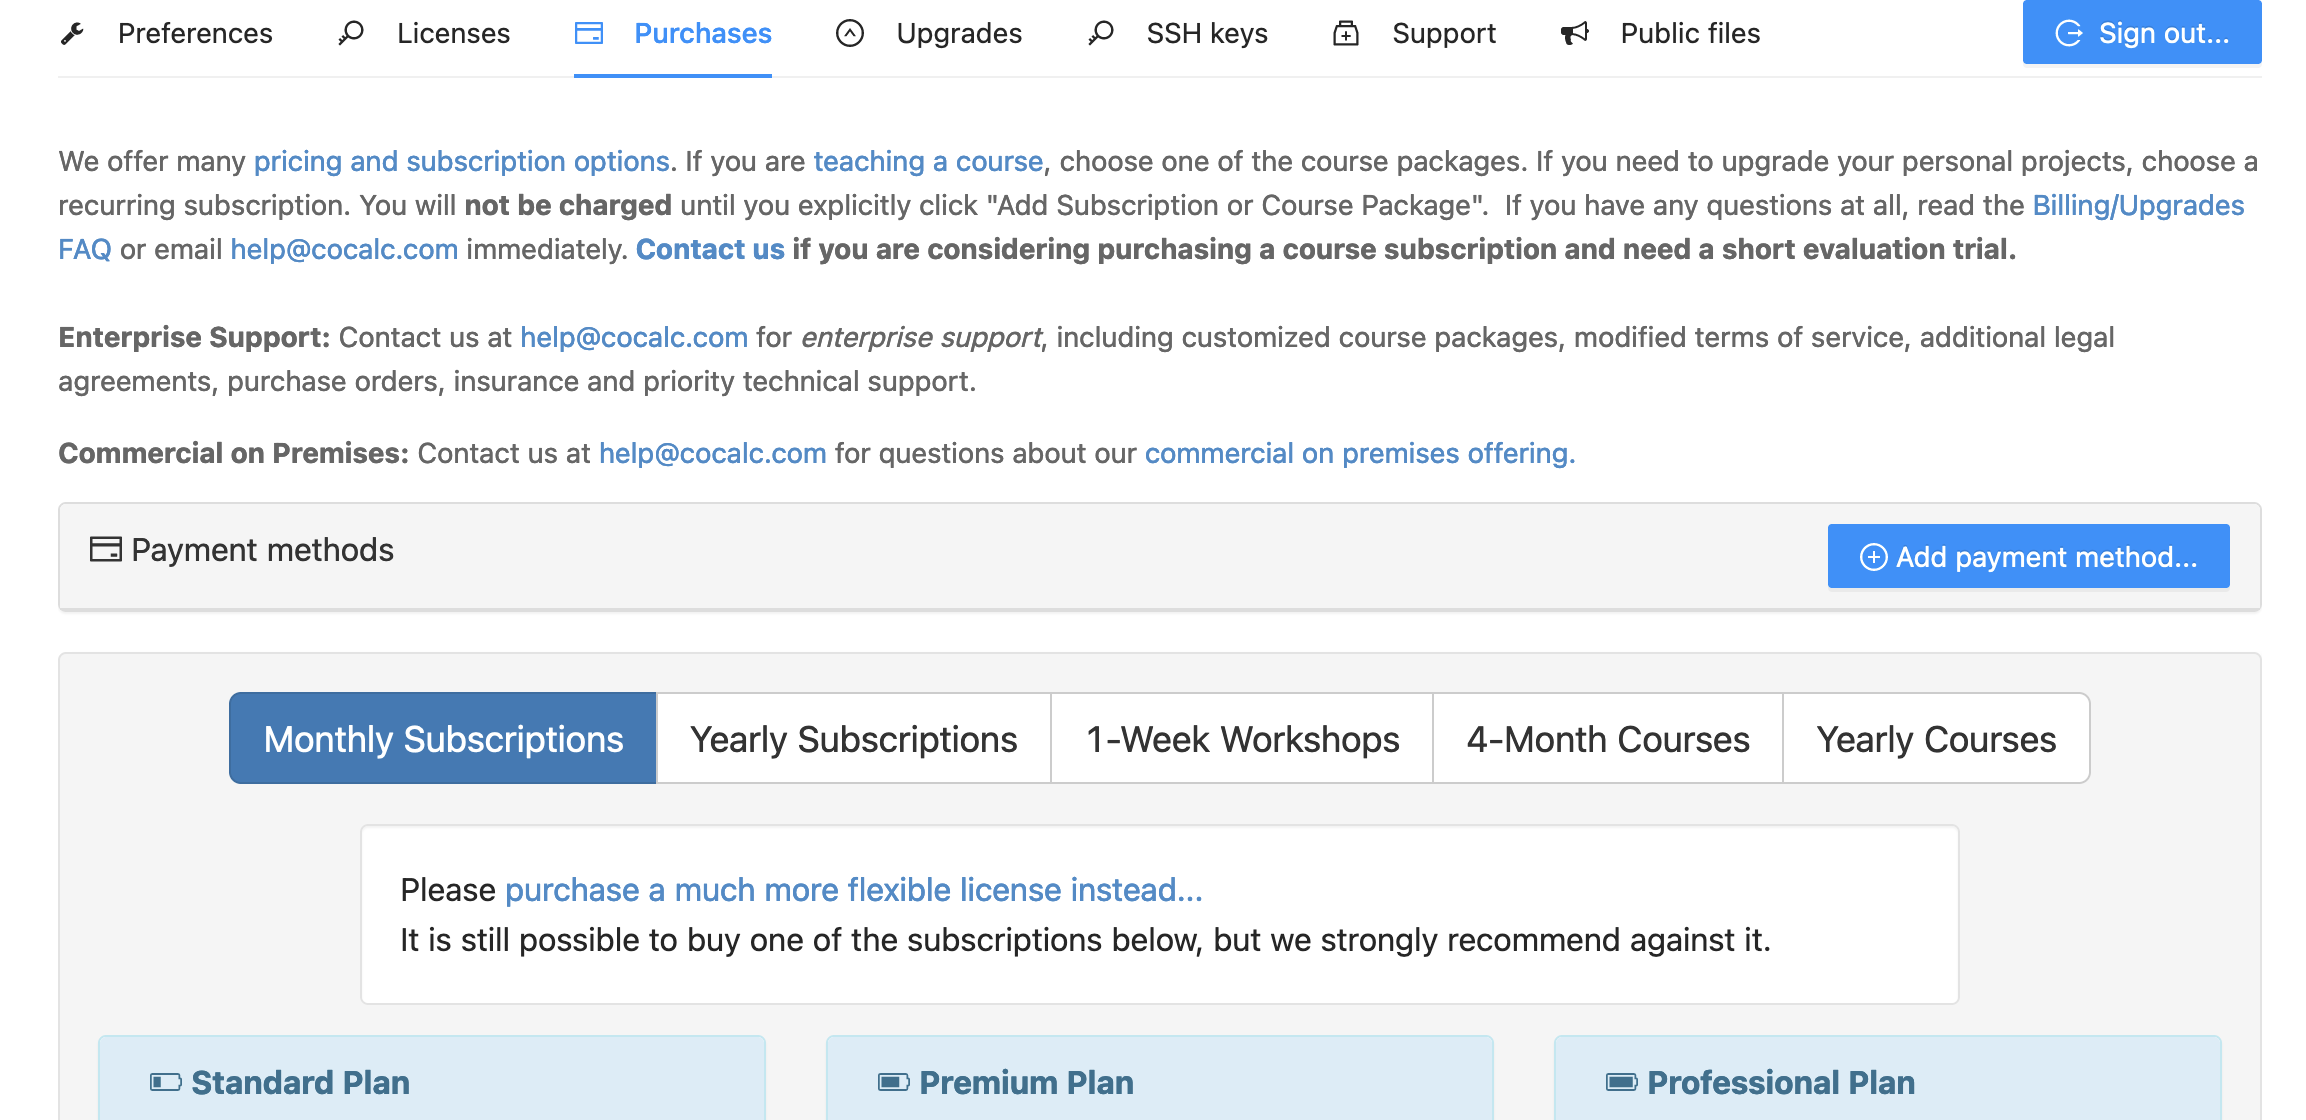 Preferences Licenses Purchases Upgrades SSH keys Support Public files Sign out...
We offer many pricing and subscription options. If you are teaching a course, choose one of the course packages. If you need to upgrade your personal projects, choose a
recurring subscription. You will not be charged until you explicitly click "Add Subscription or Course Package". If you have any questions at all, read the Billing/Upgrades
FAQ or email help@cocalc.com immediately. Contact us if you are considering purchasing a course subscription and need a short evaluation trial.
Enterprise Support: Contact us at help@cocalc.com for enterprise support, including customized course packages, modified terms of service, additional legal
agreements, purchase orders, insurance and priority technical support.
Commercial on Premises: Contact us at help@cocalc.com for questions about our commercial on premises offering.
Payment methods Add payment method...
Monthly Subscriptions Yearly Subscriptions 1-Week Workshops 4-Month Courses Yearly Courses
Please purchase a much more flexible license instead...
It is still possible to buy one of the subscriptions below, but we strongly recommend against it.
Standard Plan Premium Plan Professional Plan